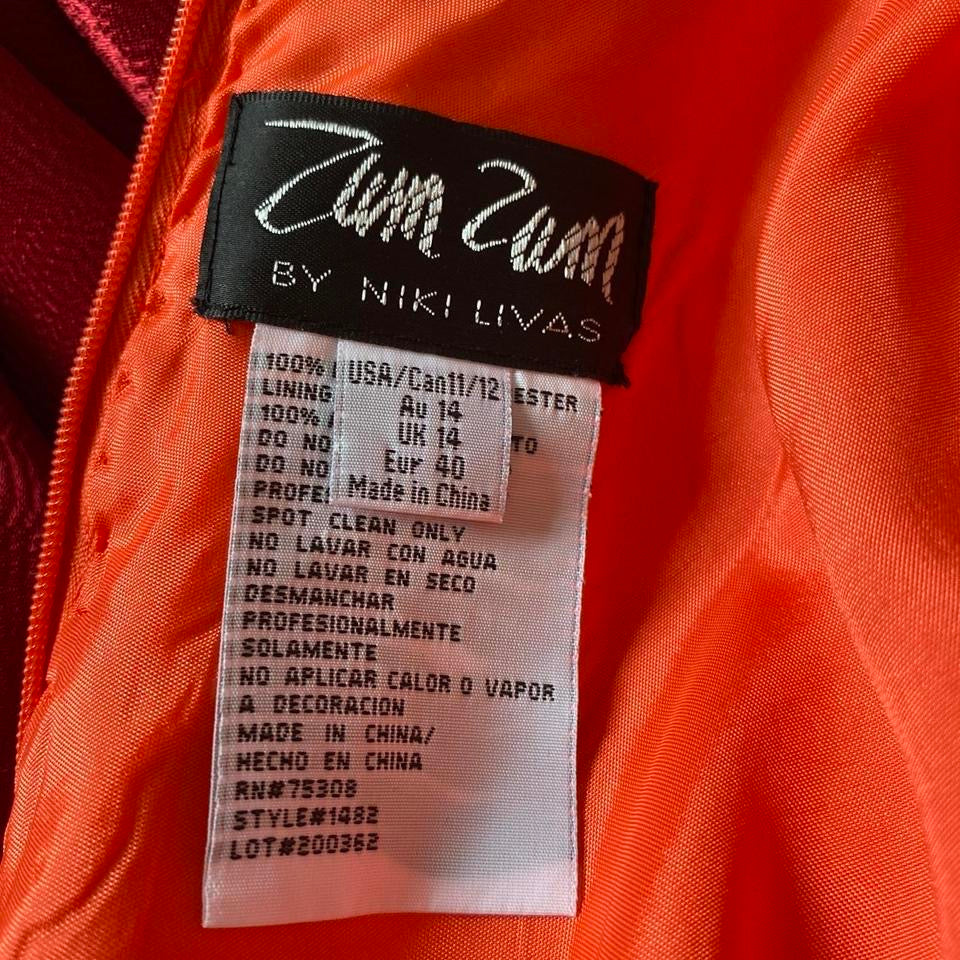 Zum Zum
BY NIKI LIVAS
USA/Can11/12
Au 14
UK 14
Eur 40
Made in China
100% ESTER
LINING
100%
DO NO TO
DO NO
PROFES
SPOT CLEAN ONLY
NO LAVAR CON AGUA
NO LAVAR EN SECO
DESMANCHAR
PROFESIONALMENTE
SOLAMENTE
NO APLICAR CALOR O VAPOR
A DECORACION
MADE IN CHINA/
HECHO EN CHINA
RN#75308
STYLE#1482
LOT#200362